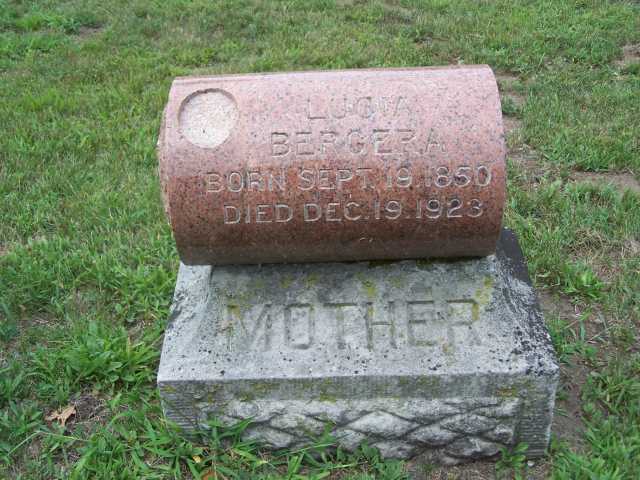 LUCIA
BERGERA
BORN SEPT. 19. 1850
DIED DEC. 19. 1923
MOTHER